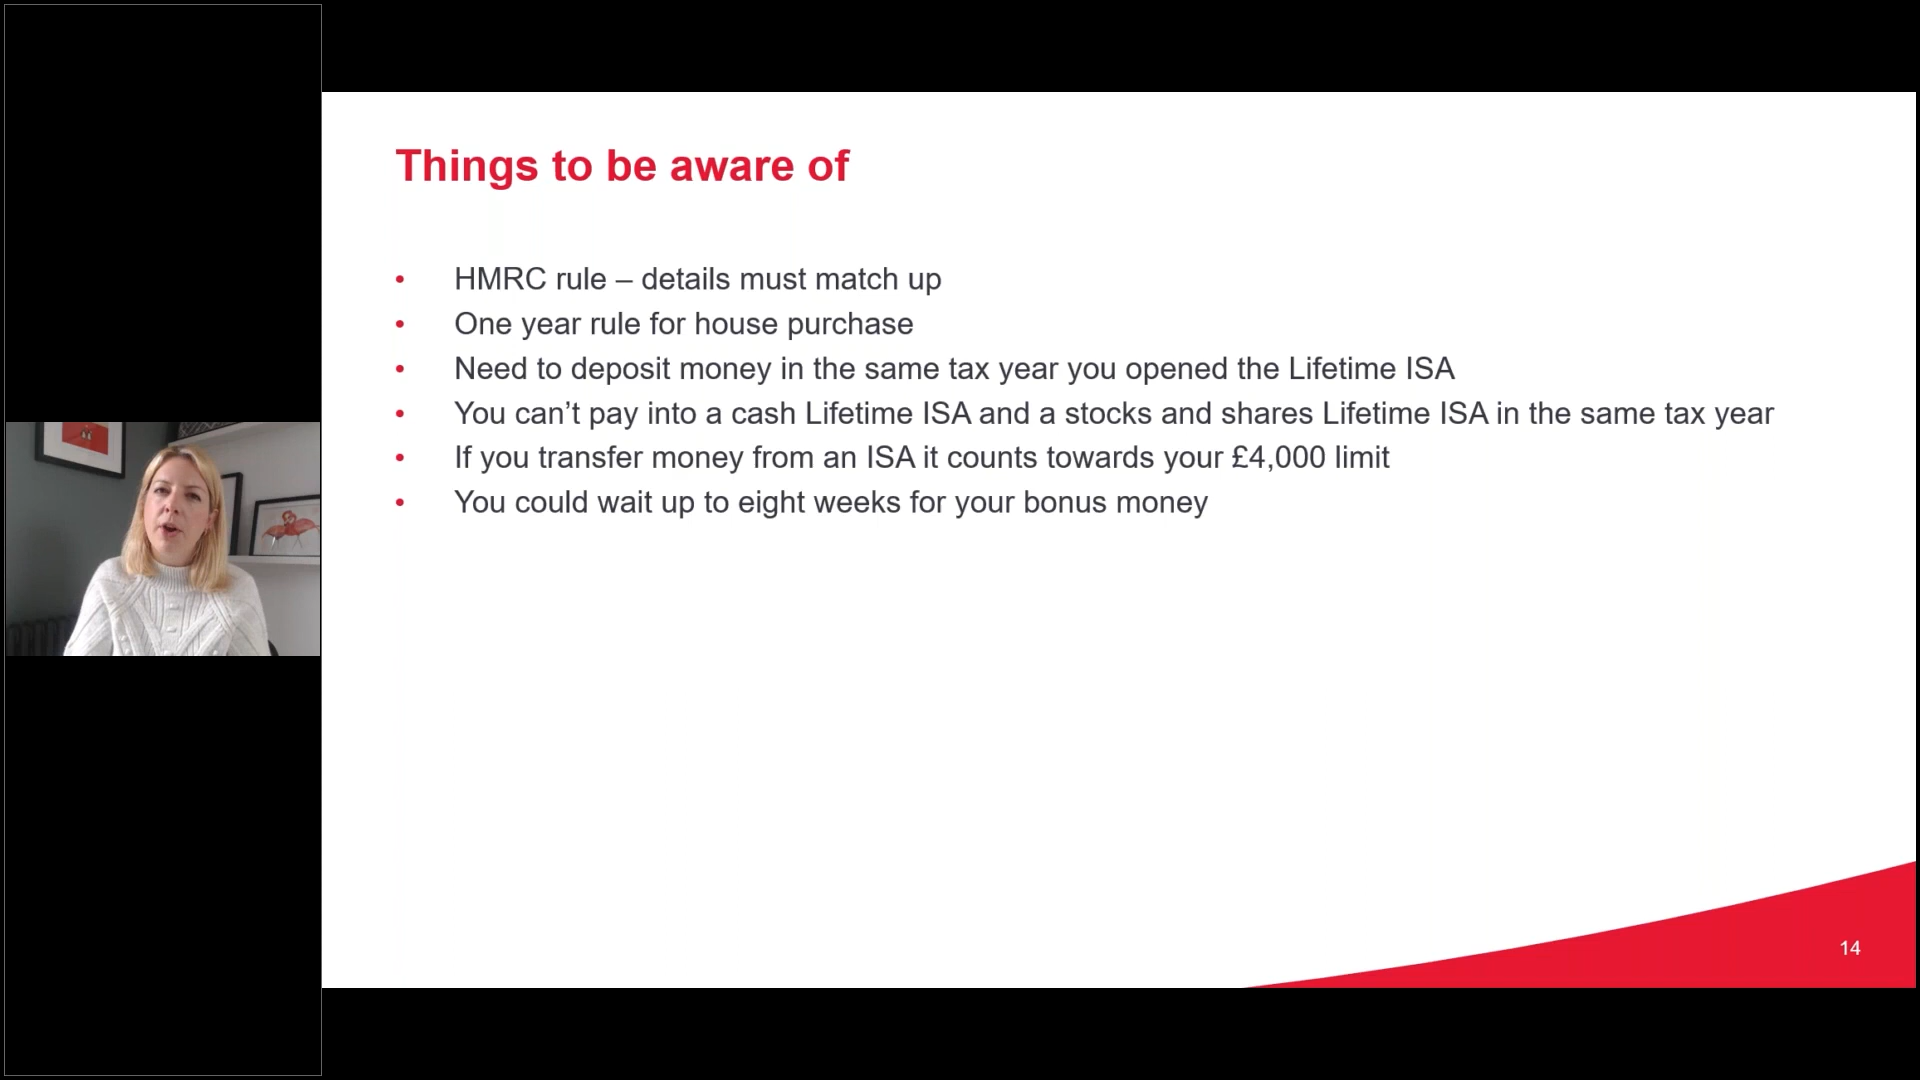 Things to be aware of
• HMRC rule – details must match up
• One year rule for house purchase
• Need to deposit money in the same tax year you opened the Lifetime ISA
• You can’t pay into a cash Lifetime ISA and a stocks and shares Lifetime ISA in the same tax year
• If you transfer money from an ISA it counts towards your £4,000 limit
• You could wait up to eight weeks for your bonus money
14